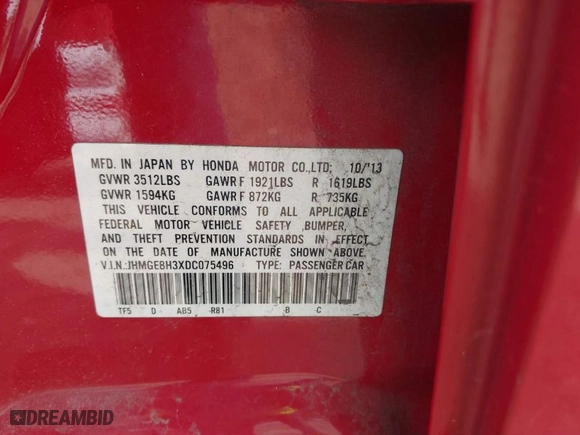 MFD. IN JAPAN BY HONDA MOTOR CO.,LTD. 10/'13
GVWR 3512LBS GAWR F 1921LBS R 1619LBS
GVWR 1594KG GAWR F 872KG R 735KG
THIS VEHICLE CONFORMS TO ALL APPLICABLE
FEDERAL MOTOR VEHICLE SAFETY ,BUMPER,
AND THEFT PREVENTION STANDARDS IN EFFECT
ON THE DATE OF MANUFACTURE SHOWN ABOVE.
V.I.N.:JHMGE8H3XDC075496 TYPE: PASSENGER CAR
TF5 D AB5 -R81 -B -C
DREAMBID